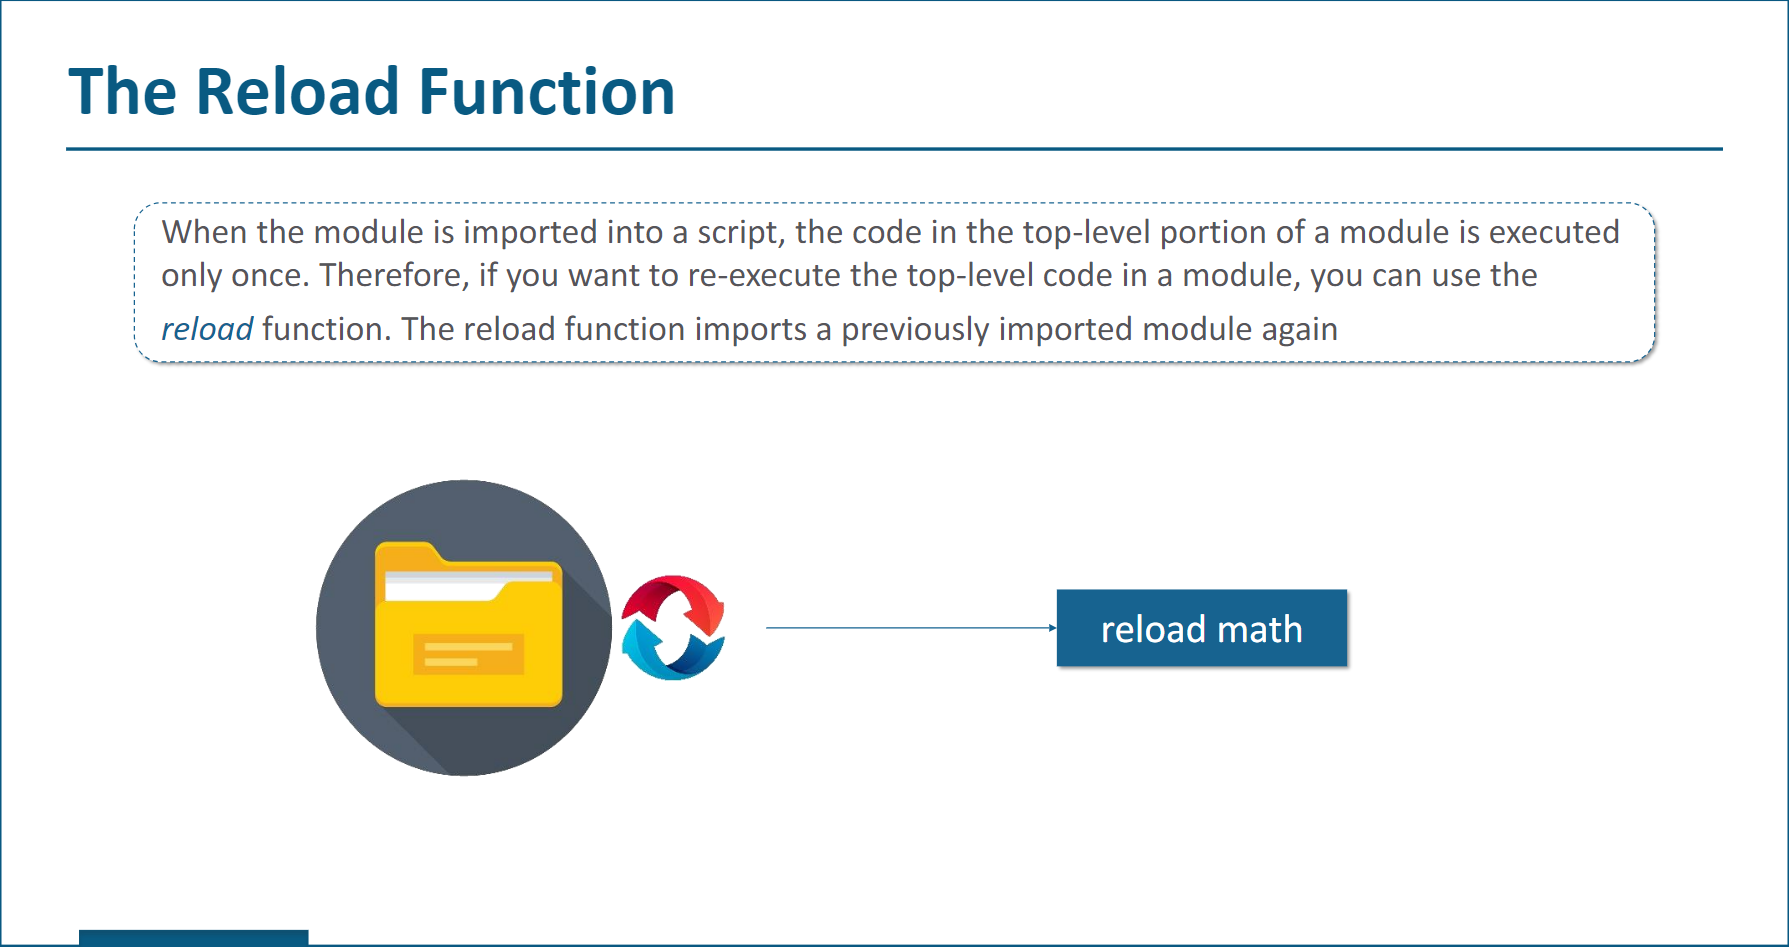 The Reload Function
When the module is imported into a script, the code in the top-level portion of a module is executed
only once. Therefore, if you want to re-execute the top-level code in a module, you can use the
reload function. The reload function imports a previously imported module again
reload math